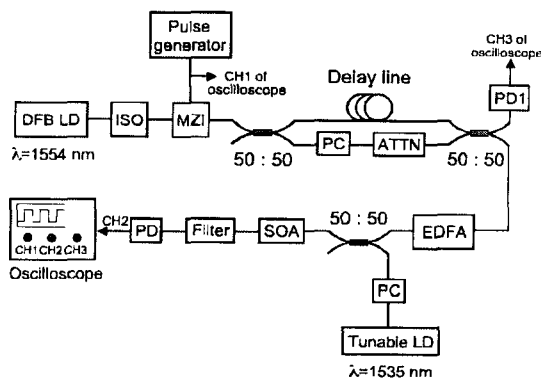 Pulse
generator
CH1 of
oscilloscope
CH3 of
oscilloscope
Delay line
PD1
DFB LD
ISO
MZI
λ=1554 nm
50 : 50
PC
ATTN
50 : 50
CH1 CH2 CH3
Oscilloscope
CH2
PD
Filter
SOA
50 : 50
EDFA
PC
Tunable LD
λ=1535 nm